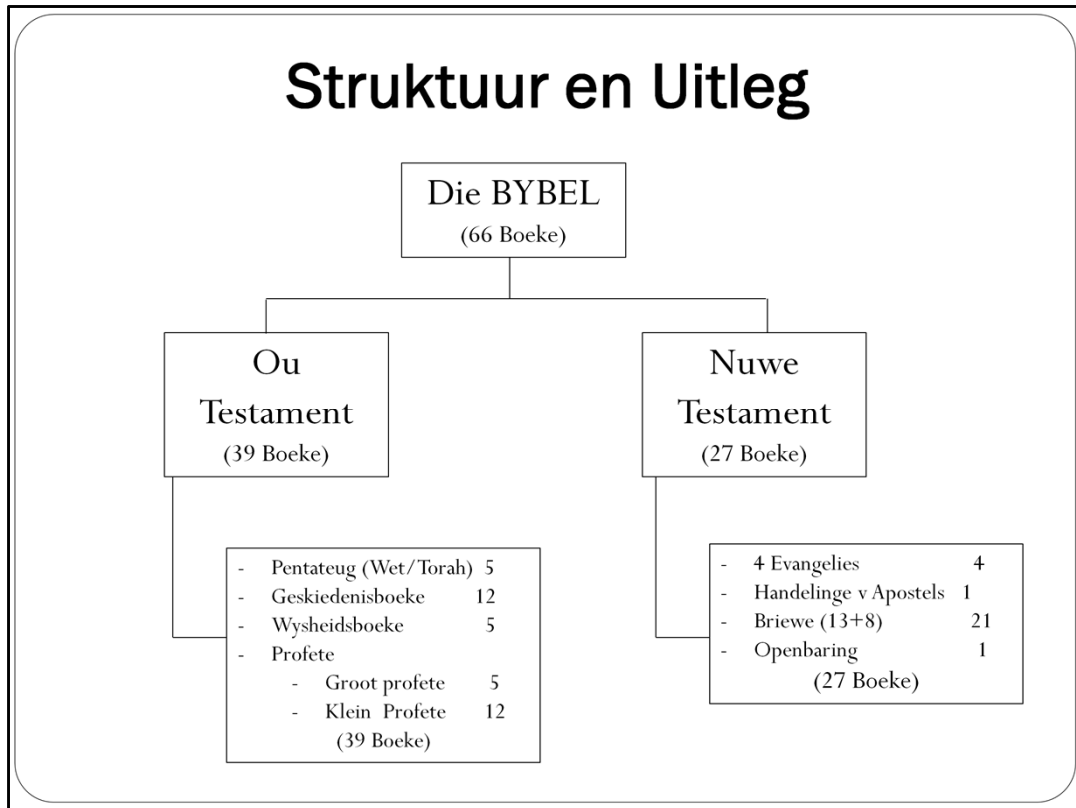 Struktuur en Uitleg
Die BYBEL
(66 Boeke)
Ou
Testament
(39 Boeke)
Nuwe
Testament
(27 Boeke)
- Pentateug (Wet/Torah) 5
- Geskiedenisboeke 12
- Wysheidsboeke 5
- Profete
- Groot profete 5
- Klein Profete 12
(39 Boeke)
- 4 Evangelies 4
- Handelinge v Apostels 1
- Briewe (13+8) 21
- Openbaring 1
(27 Boeke)